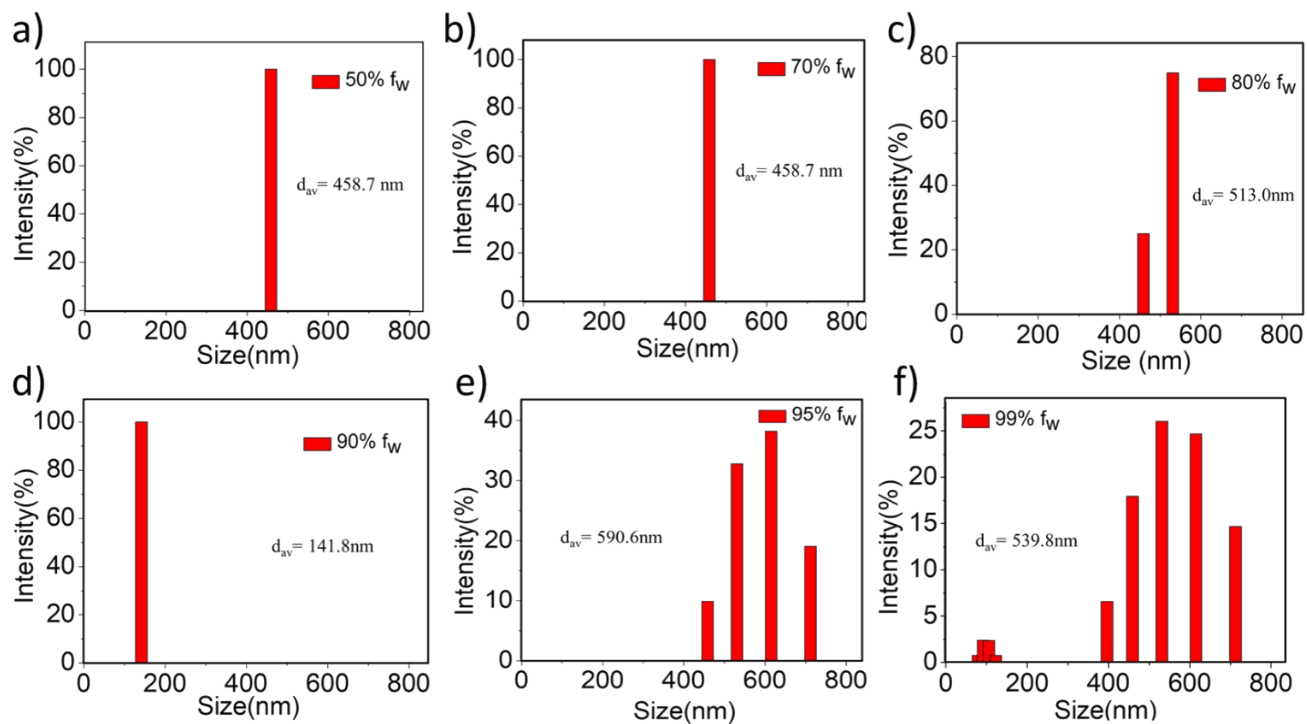 a)
100
80
60
40
20
0
Intensity(%)
50% fw
dav= 458.7 nm
0 200 400 600 800
Size(nm)
b)
100
80
60
40
20
0
Intensity(%)
70% fw
dav= 458.7 nm
0 200 400 600 800
Size(nm)
c)
80
60
40
20
0
Intensity(%)
80% fw
dav= 513.0nm
0 200 400 600 800
Size (nm)
d)
100
80
60
40
20
0
Intensity(%)
90% fw
dav= 141.8nm
0 200 400 600 800
Size(nm)
e)
40
30
20
10
0
Intensity(%)
95% fw
dav= 590.6nm
0 200 400 600 800
Size(nm)
f)
25
20
15
10
5
0
Intensity(%)
99% fw
dav= 539.8nm
0 200 400 600 800
Size(nm)